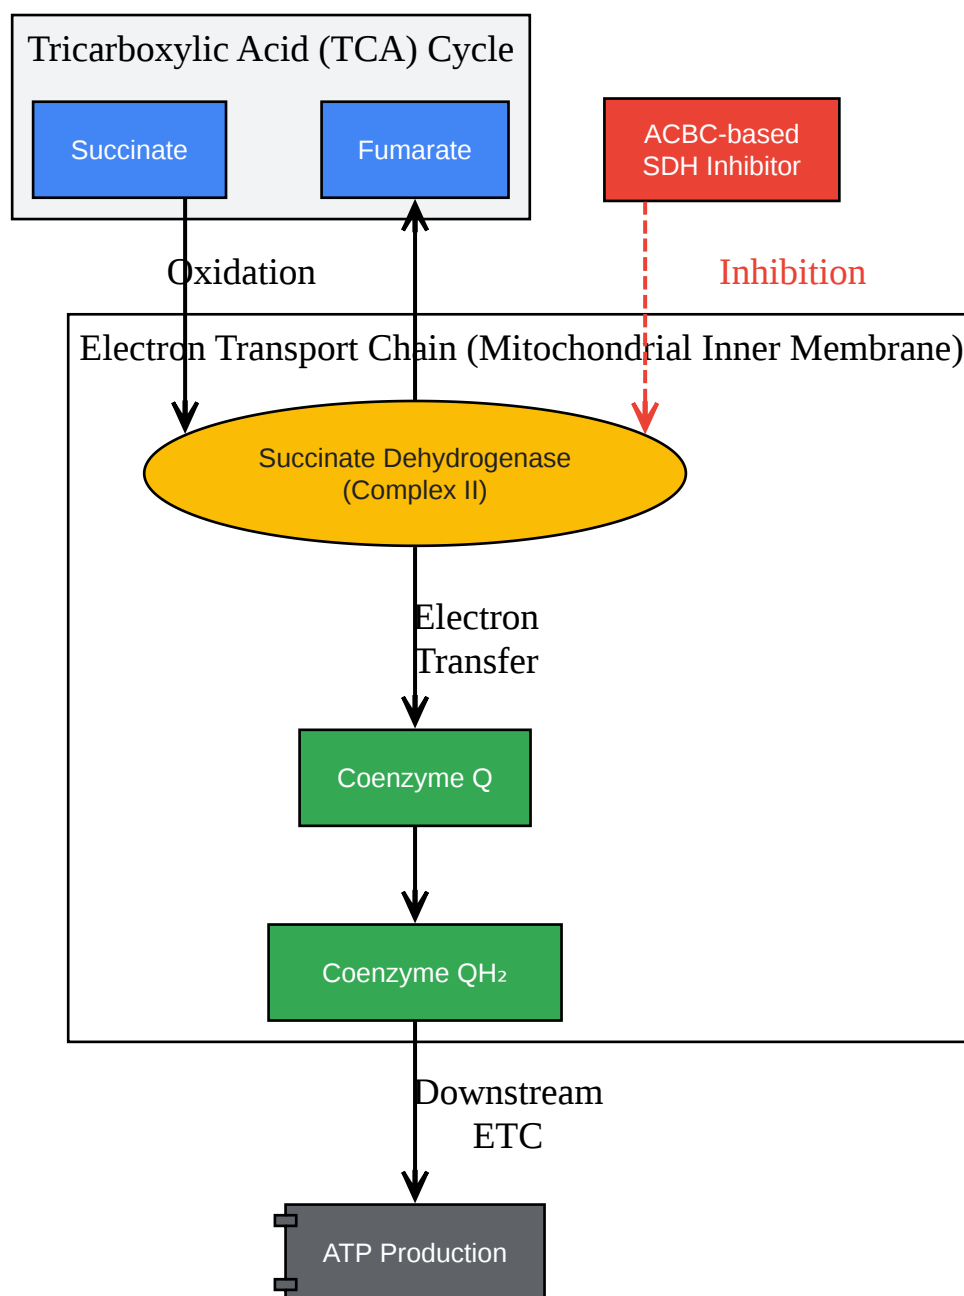 Tricarboxylic Acid (TCA) Cycle
Succinate
Fumarate
ACBC-based
SDH Inhibitor
Oxidation
Inhibition
Electron Transport Chain (Mitochondrial Inner Membrane)
Succinate Dehydrogenase
(Complex II)
Electron
Transfer
Coenzyme Q
Coenzyme QH₂
Downstream
ETC
ATP Production